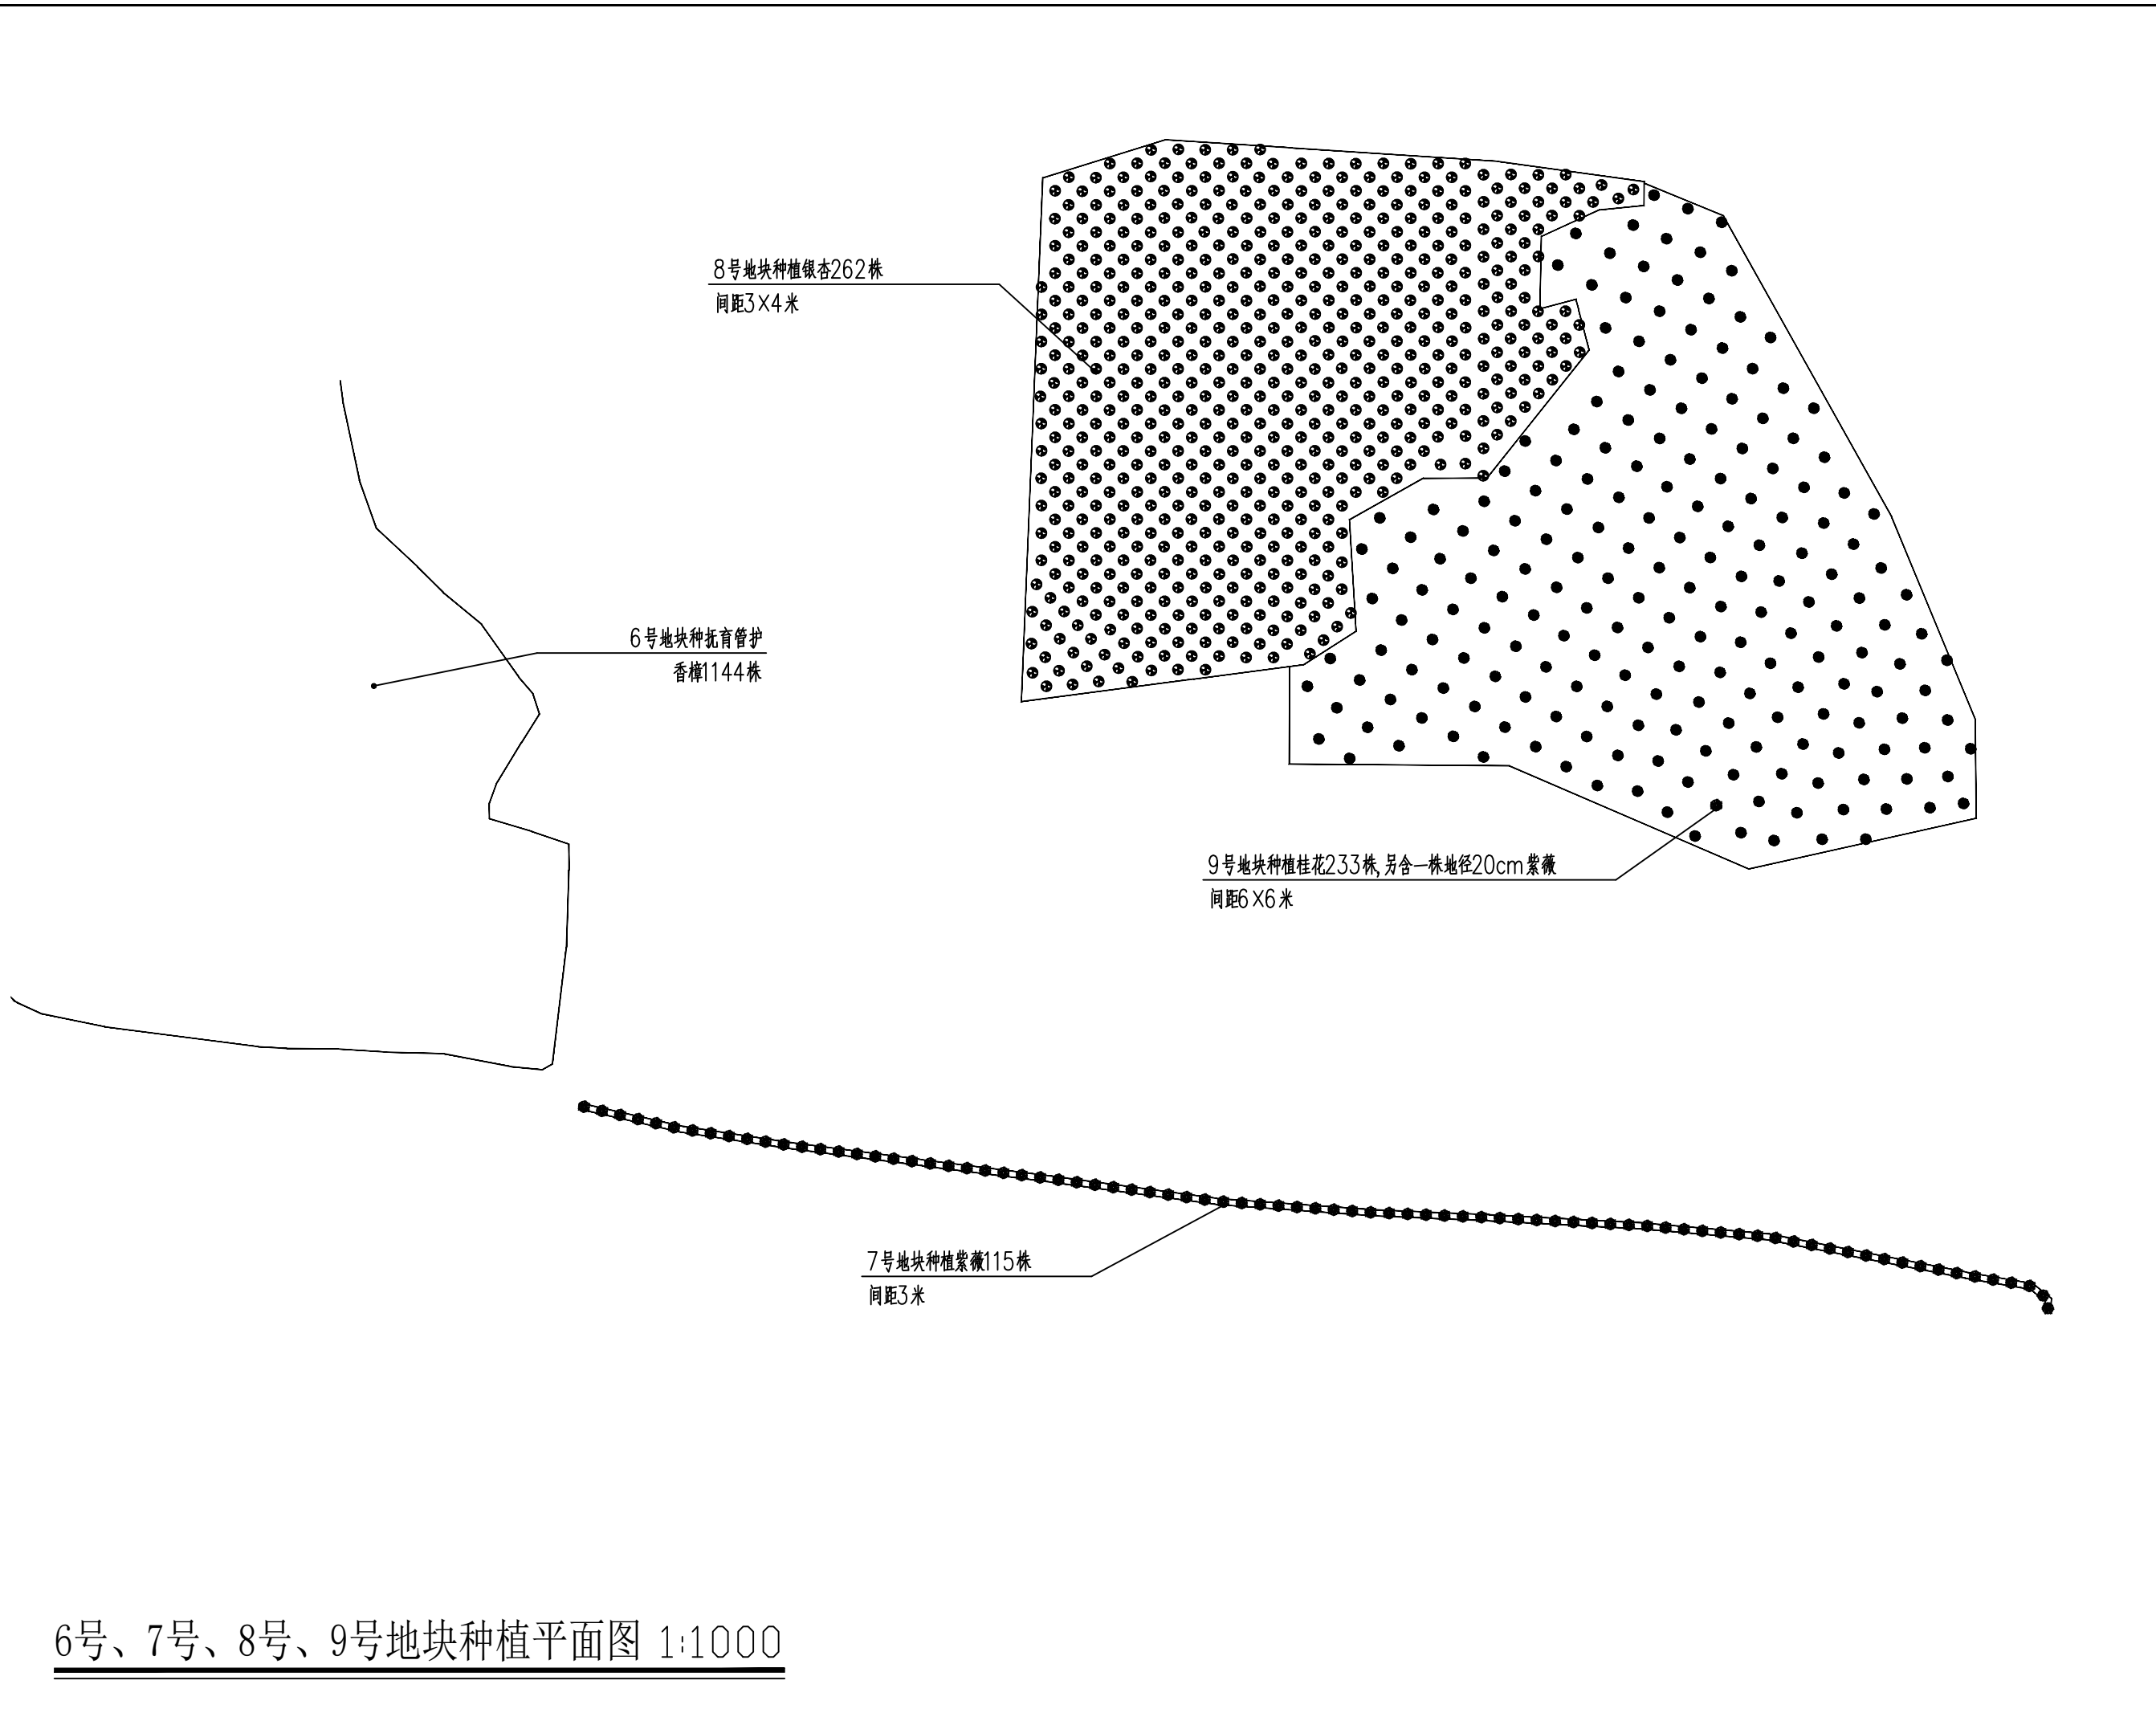 8号地块种植银杏262株
间距3×4米
6号地块种抚育管护
香樟1144株
9号地块种植桂花233株,另含一株地径20cm紫薇
间距6×6米
7号地块种植紫薇115株
间距3米
6号、7号、8号、9号地块种植平面图 1:1000